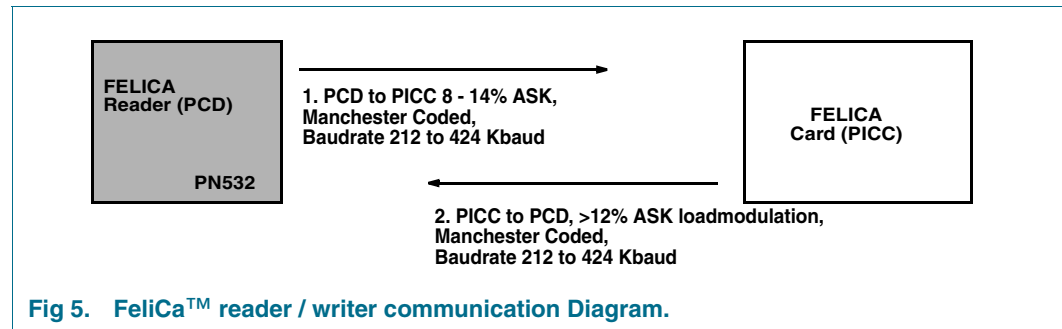 FELICA
Reader (PCD)
PN532
1. PCD to PICC 8 - 14% ASK,
Manchester Coded,
Baudrate 212 to 424 Kbaud
FELICA
Card (PICC)
2. PICC to PCD, >12% ASK loadmodulation,
Manchester Coded,
Baudrate 212 to 424 Kbaud
Fig 5. FeliCa™ reader / writer communication Diagram.